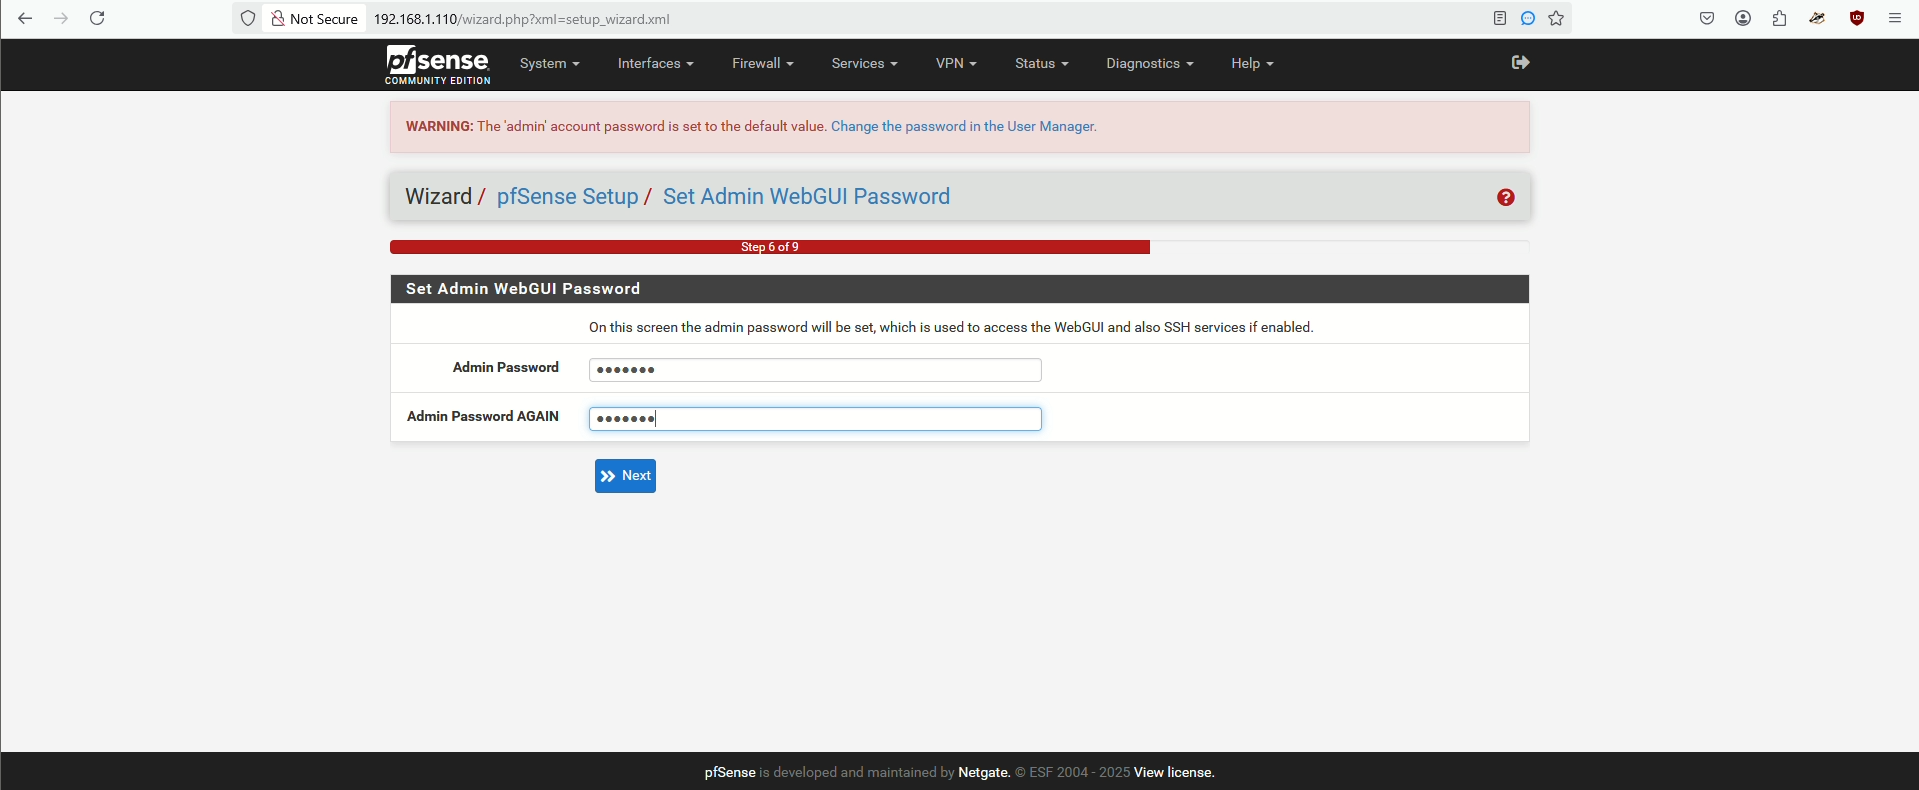 Not Secure 192.168.1.110/wizard.php?xml=setup_wizard.xml
pfsense
COMMUNITY EDITION
System Interfaces Firewall Services VPN Status Diagnostics Help
WARNING: The 'admin' account password is set to the default value. Change the password in the User Manager.
Wizard / pfSense Setup / Set Admin WebGUI Password
Step 6 of 9
Set Admin WebGUI Password
On this screen the admin password will be set, which is used to access the WebGUI and also SSH services if enabled.
Admin Password •••••••
Admin Password AGAIN •••••••
Next
pfSense is developed and maintained by Netgate. © ESF 2004 - 2025 View license.